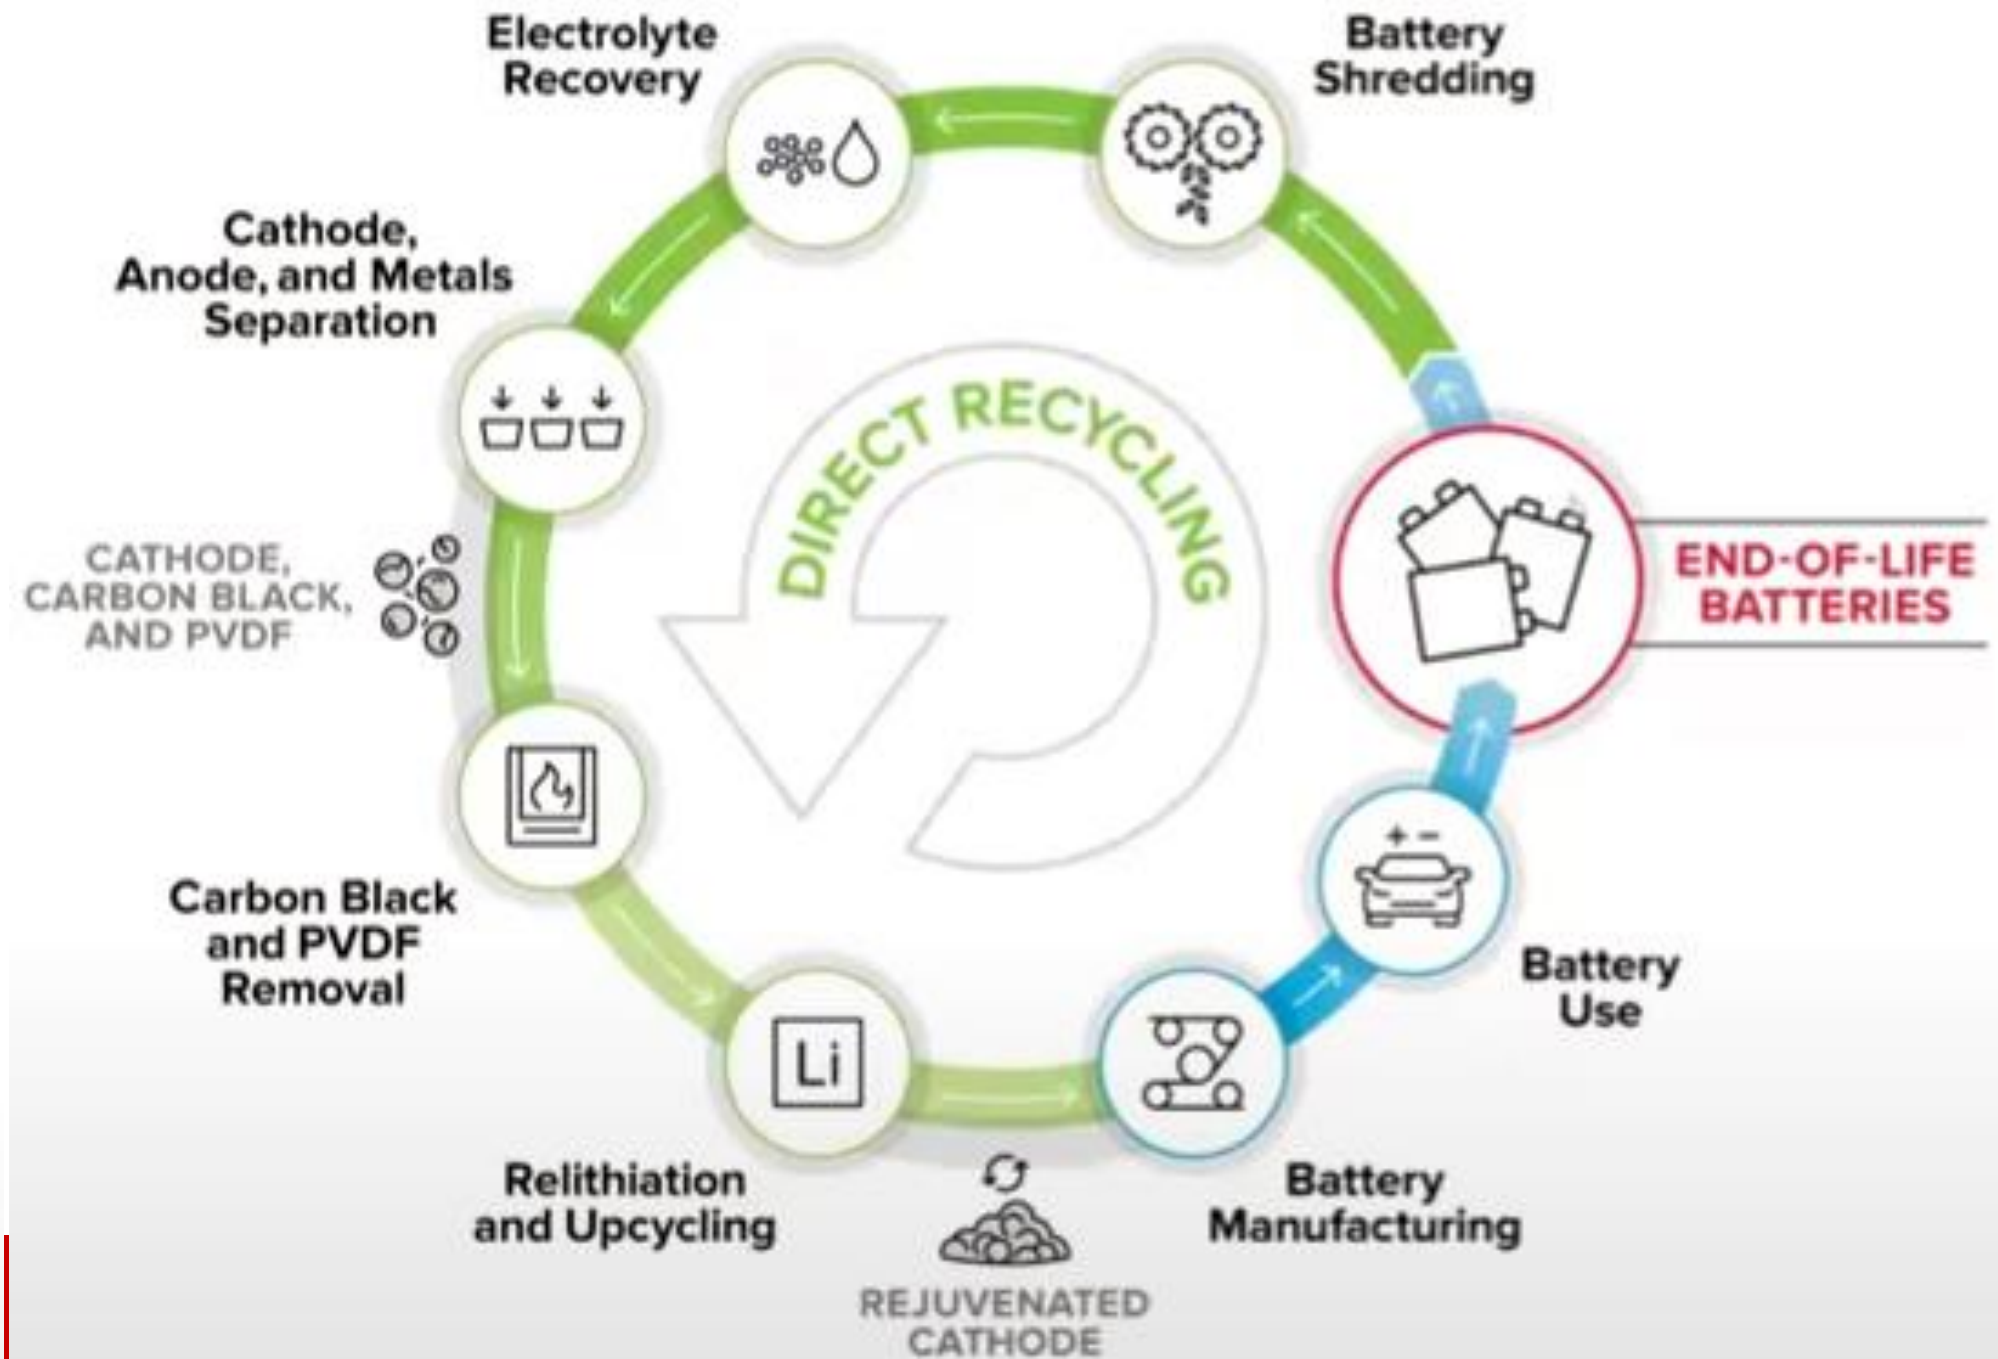 Electrolyte
Recovery
Battery
Shredding
Cathode,
Anode, and Metals
Separation
DIRECT RECYCLING
CATHODE,
CARBON BLACK,
AND PVDF
END-OF-LIFE
BATTERIES
+ −
Carbon Black
and PVDF
Removal
Li
Battery
Use
Relithiation
and Upcycling
Battery
Manufacturing
REJUVENATED
CATHODE